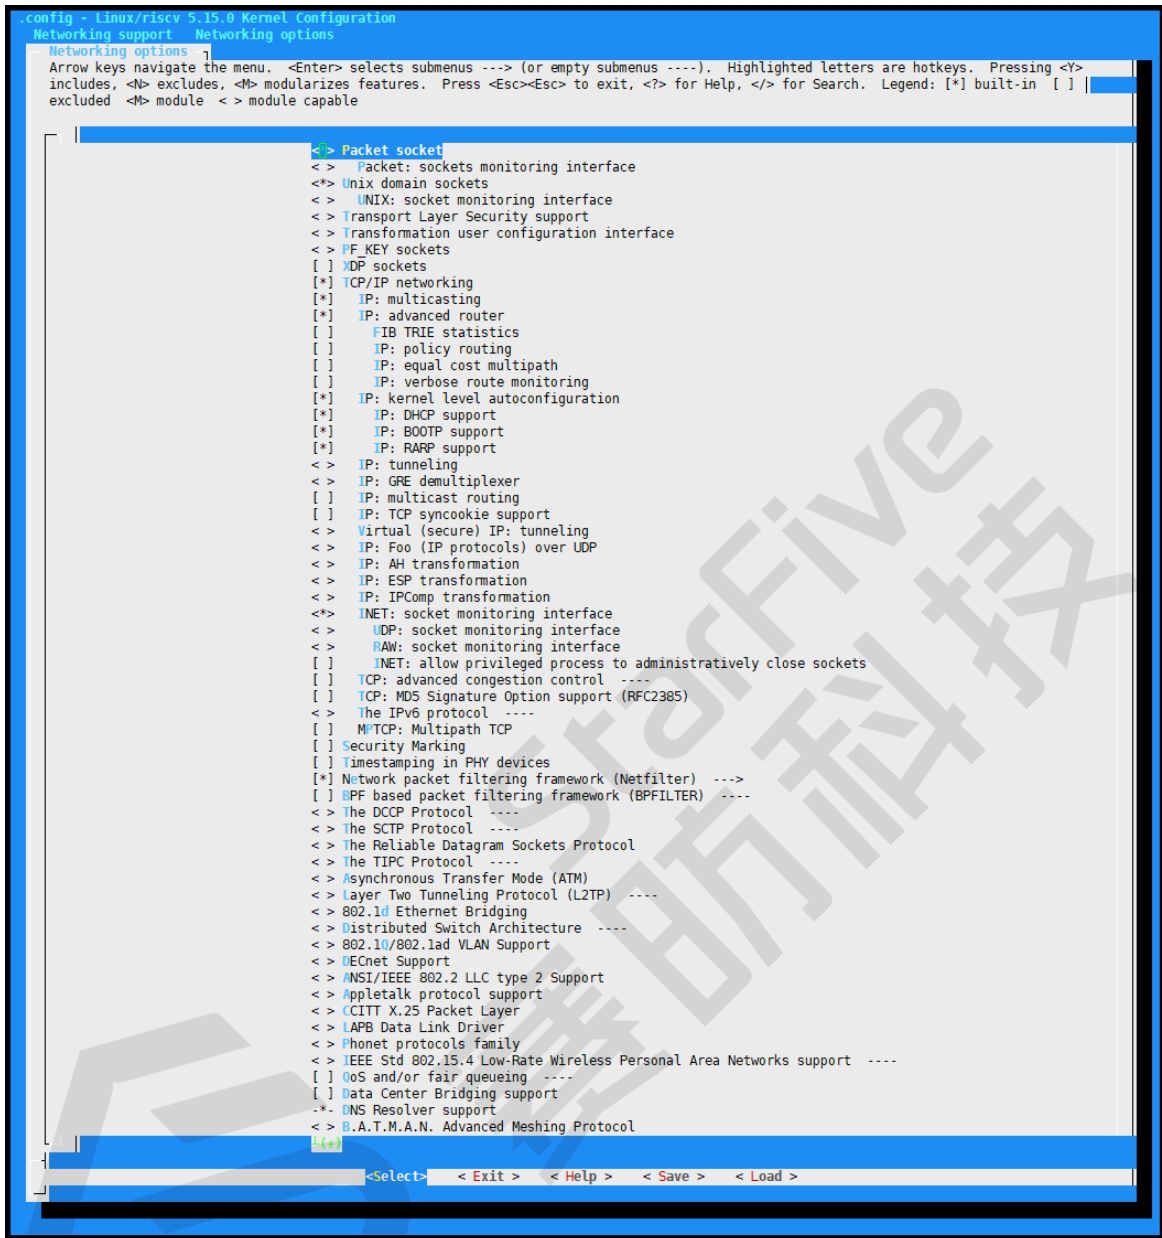 .config - Linux/riscv 5.15.0 Kernel Configuration
Networking support   Networking options
Networking options
Arrow keys navigate the menu.  <Enter> selects submenus ---> (or empty submenus ----).  Highlighted letters are hotkeys.  Pressing <Y>
includes, <N> excludes, <M> modularizes features.  Press <Esc><Esc> to exit, <?> for Help, </> for Search.  Legend: [*] built-in  [ ]
excluded  <M> module  < > module capable
<*> Packet socket
< >   Packet: sockets monitoring interface
<*> Unix domain sockets
< >   UNIX: socket monitoring interface
< > Transport Layer Security support
< > Transformation user configuration interface
< > PF_KEY sockets
[ ] XDP sockets
[*] TCP/IP networking
[*]   IP: multicasting
[*]   IP: advanced router
[ ]     FIB TRIE statistics
[ ]     IP: policy routing
[ ]     IP: equal cost multipath
[ ]     IP: verbose route monitoring
[*]   IP: kernel level autoconfiguration
[*]     IP: DHCP support
[*]     IP: BOOTP support
[*]     IP: RARP support
< >   IP: tunneling
< >   IP: GRE demultiplexer
[ ]   IP: multicast routing
[ ]   IP: TCP syncookie support
< >   Virtual (secure) IP: tunneling
< >   IP: Foo (IP protocols) over UDP
< >   IP: AH transformation
< >   IP: ESP transformation
< >   IP: IPComp transformation
<*>   INET: socket monitoring interface
< >     UDP: socket monitoring interface
< >     RAW: socket monitoring interface
[ ]     INET: allow privileged process to administratively close sockets
[ ]   TCP: advanced congestion control  ----
[ ]   TCP: MD5 Signature Option support (RFC2385)
< >   The IPv6 protocol  ----
[ ]   MPTCP: Multipath TCP
[ ] Security Marking
[ ] Timestamping in PHY devices
[*] Network packet filtering framework (Netfilter)  --->
[ ] BPF based packet filtering framework (BPFILTER)  ----
< > The DCCP Protocol  ----
< > The SCTP Protocol  ----
< > The Reliable Datagram Sockets Protocol
< > The TIPC Protocol  ----
< > Asynchronous Transfer Mode (ATM)
< > Layer Two Tunneling Protocol (L2TP)  ----
< > 802.1d Ethernet Bridging
< > Distributed Switch Architecture  ----
< > 802.1Q/802.1ad VLAN Support
< > DECnet Support
< > ANSI/IEEE 802.2 LLC type 2 Support
< > Appletalk protocol support
< > CCITT X.25 Packet Layer
< > LAPB Data Link Driver
< > Phonet protocols family
< > IEEE Std 802.15.4 Low-Rate Wireless Personal Area Networks support  ----
[ ] QoS and/or fair queueing  ----
[ ] Data Center Bridging support
-*- DNS Resolver support
< > B.A.T.M.A.N. Advanced Meshing Protocol
(+)
<Select>    < Exit >    < Help >    < Save >    < Load >
StarFive
赛昉科技